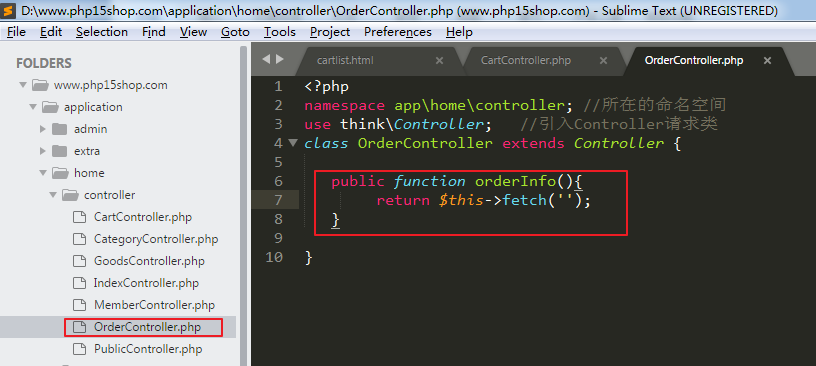 D:\www.php15shop.com\application\home\controller\OrderController.php (www.php15shop.com) - Sublime Text (UNREGISTERED)
File Edit Selection Find View Goto Tools Project Preferences Help
FOLDERS
www.php15shop.com
application
admin
extra
home
controller
CartController.php
CategoryController.php
GoodsController.php
IndexController.php
MemberController.php
OrderController.php
PublicController.php
cartlist.html × CartController.php × OrderController.php ×
1 <?php
2 namespace app\home\controller; //所在的命名空间
3 use think\Controller; //引入Controller请求类
4 class OrderController extends Controller {
5
6 public function orderInfo(){
7 return $this->fetch('');
8 }
9
10 }